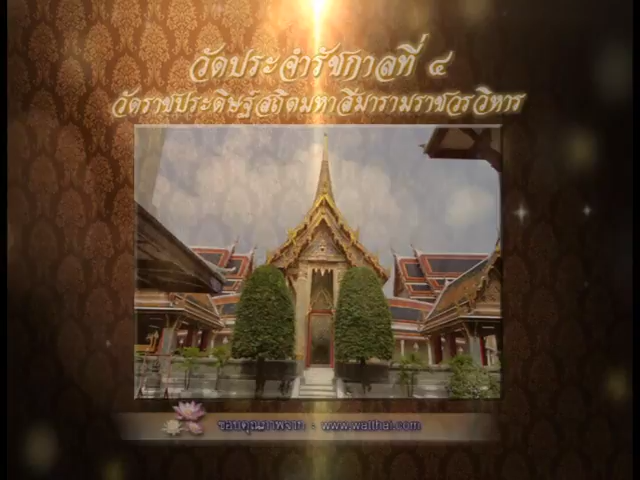 วัดประจำรัชกาลที่ ๔
วัดราชประดิษฐ์สถิตมหาสีมารามราชวรวิหาร
ขอบคุณภาพจาก - www.watthai.com